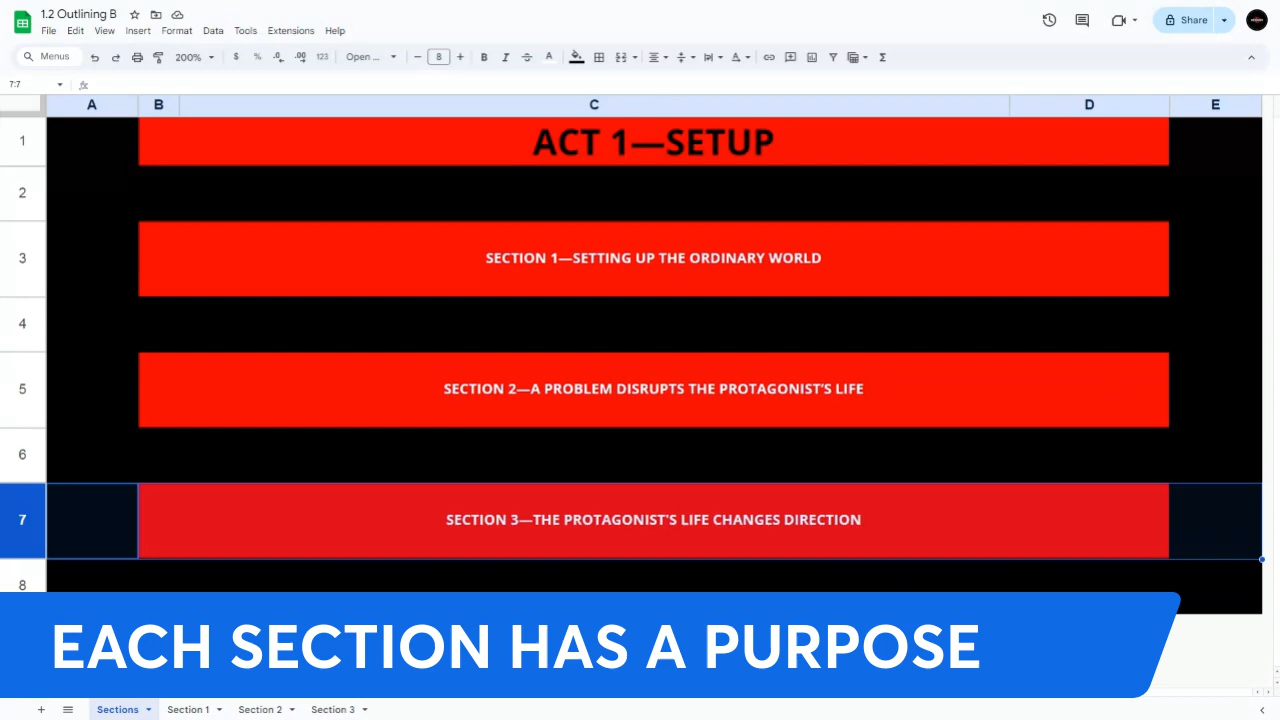 1.2 Outlining B
File Edit View Insert Format Data Tools Extensions Help
Share
Menus 200% $ % .0 .00 123 Open ... − 8 + B I A Σ
7:7 fx
A B C D E
1 ACT 1—SETUP
2
3 SECTION 1—SETTING UP THE ORDINARY WORLD
4
5 SECTION 2—A PROBLEM DISRUPTS THE PROTAGONIST'S LIFE
6
7 SECTION 3—THE PROTAGONIST'S LIFE CHANGES DIRECTION
8
EACH SECTION HAS A PURPOSE
+ Sections Section 1 Section 2 Section 3